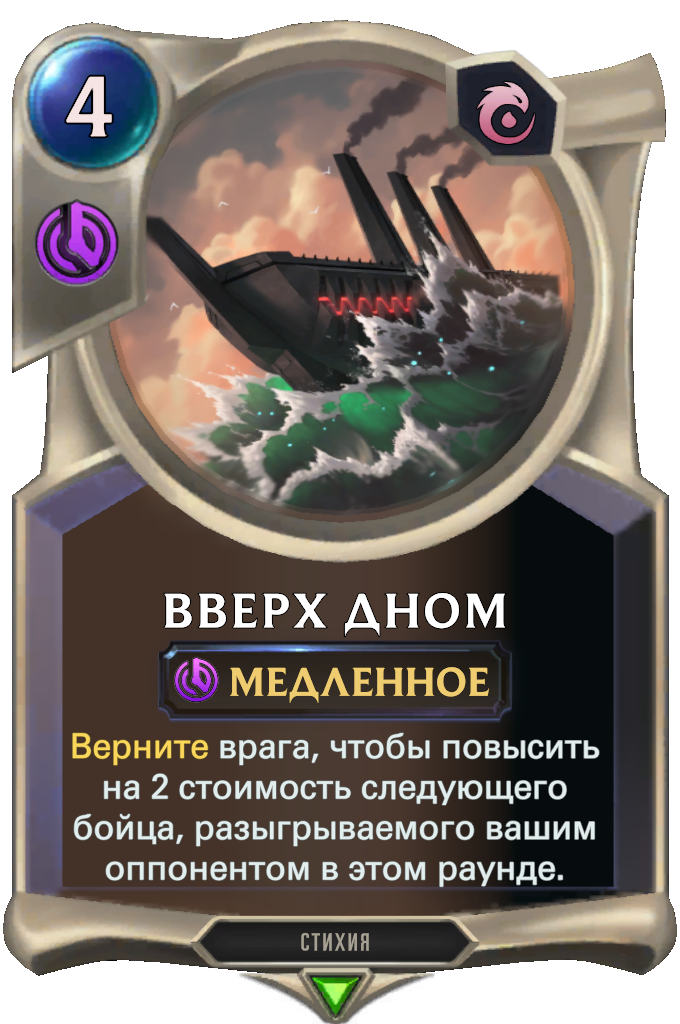 4
ВВЕРХ ДНОМ
МЕДЛЕННОЕ
Верните врага, чтобы повысить
на 2 стоимость следующего
бойца, разыгрываемого вашим
оппонентом в этом раунде.
СТИХИЯ